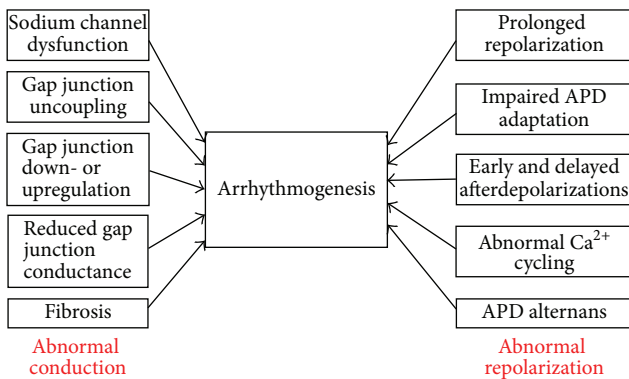 Sodium channel
dysfunction
Gap junction
uncoupling
Gap junction
down- or
upregulation
Reduced gap
junction
conductance
Fibrosis
Abnormal
conduction
Arrhythmogenesis
Prolonged
repolarization
Impaired APD
adaptation
Early and delayed
afterdepolarizations
Abnormal Ca²⁺
cycling
APD alternans
Abnormal
repolarization